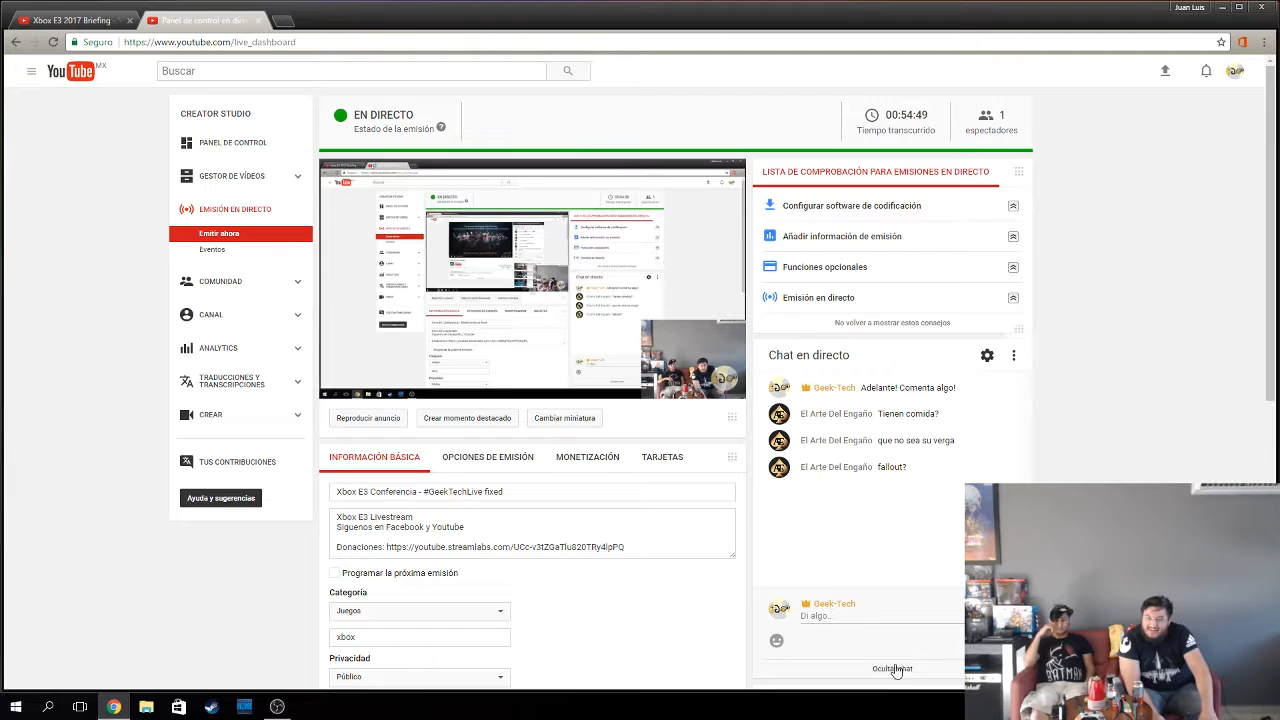 Juan Luis
Xbox E3 2017 Briefing -
Panel de control en dire
Seguro
https://www.youtube.com/live_dashboard
YouTube MX
Buscar
CREATOR STUDIO
PANEL DE CONTROL
GESTOR DE VÍDEOS
EMISIÓN EN DIRECTO
Emitir ahora
Eventos
COMUNIDAD
CANAL
ANALYTICS
TRADUCCIONES Y
TRANSCRIPCIONES
CREAR
TUS CONTRIBUCIONES
Ayuda y sugerencias
EN DIRECTO
Estado de la emisión
00:54:49
Tiempo transcurrido
1
espectadores
Reproducir anuncio
Crear momento destacado
Cambiar miniatura
INFORMACIÓN BÁSICA
OPCIONES DE EMISIÓN
MONETIZACIÓN
TARJETAS
Xbox E3 Conferencia - #GeekTechLive fixed
Xbox E3 Livestream
Siguenos en Facebook y Youtube
Donaciones: https://youtube.streamlabs.com/UCc-v3tZGaTlu820TRy4lpPQ
Programar la próxima emisión
Categoría
Juegos
xbox
Privacidad
Público
LISTA DE COMPROBACIÓN PARA EMISIONES EN DIRECTO
Configurar software de codificación
Añadir información de emisión
Funciones opcionales
Emisión en directo
No volver a mostrar estos consejos
Chat en directo
Geek-Tech Adelante! Comenta algo!
El Arte Del Engaño Tienen comida?
El Arte Del Engaño que no sea su verga
El Arte Del Engaño fallout?
Geek-Tech
Di algo...
Ocultar chat
BATMAN